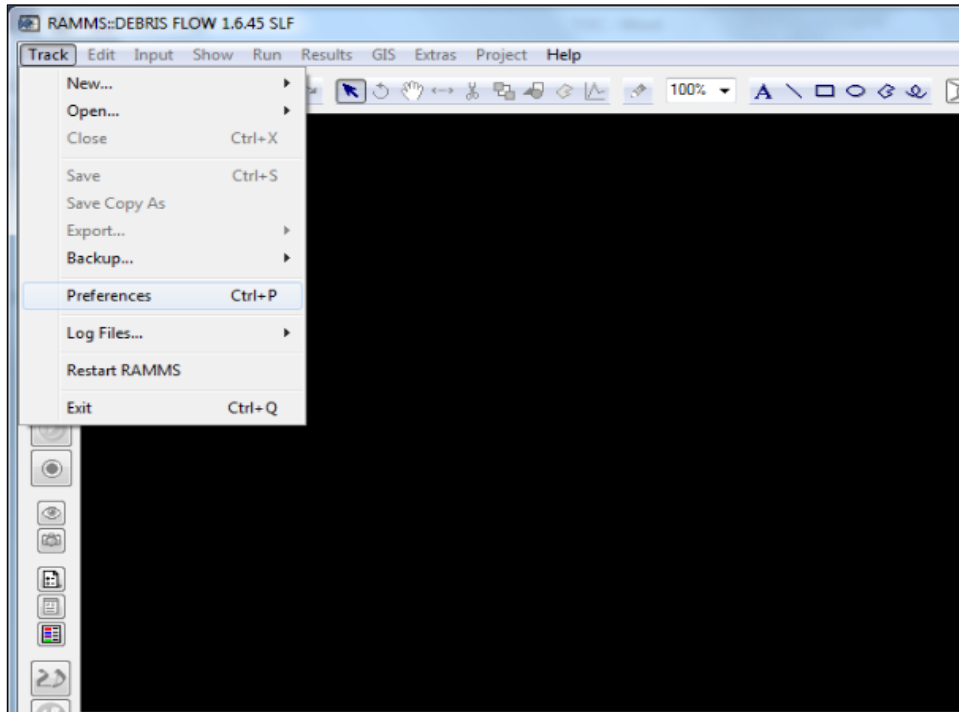 RAMMS::DEBRIS FLOW 1.6.45 SLF
Track Edit Input Show Run Results GIS Extras Project Help
100% A
New...
Open...
Close Ctrl+X
Save Ctrl+S
Save Copy As
Export...
Backup...
Preferences Ctrl+P
Log Files...
Restart RAMMS
Exit Ctrl+Q